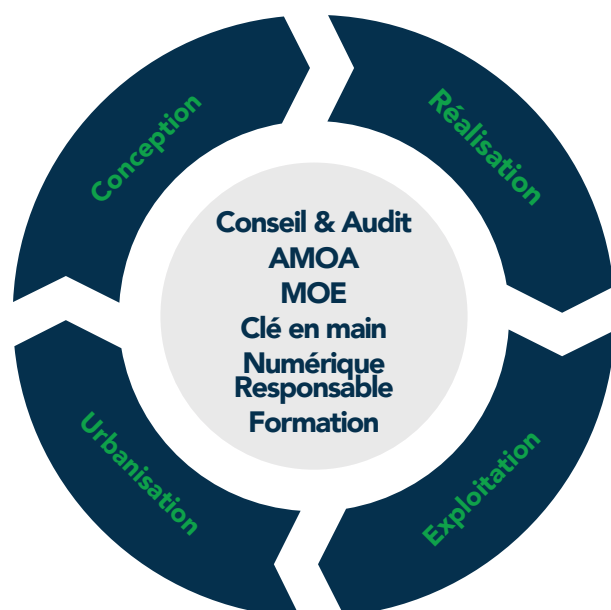 Conception
Réalisation
Conseil & Audit
AMOA
MOE
Clé en main
Numérique
Responsable
Formation
Urbanisation
Exploitation